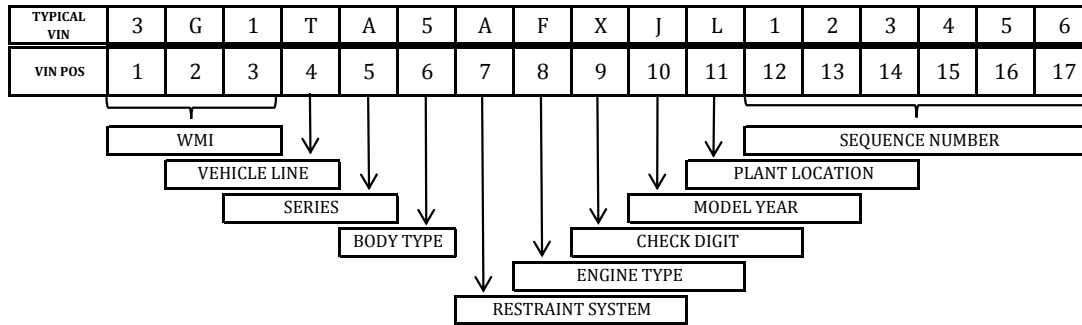 TYPICAL VIN 3 G 1 T A 5 A F X J L 1 2 3 4 5 6
VIN POS 1 2 3 4 5 6 7 8 9 10 11 12 13 14 15 16 17
WMI SEQUENCE NUMBER
VEHICLE LINE PLANT LOCATION
SERIES MODEL YEAR
BODY TYPE CHECK DIGIT
ENGINE TYPE
RESTRAINT SYSTEM